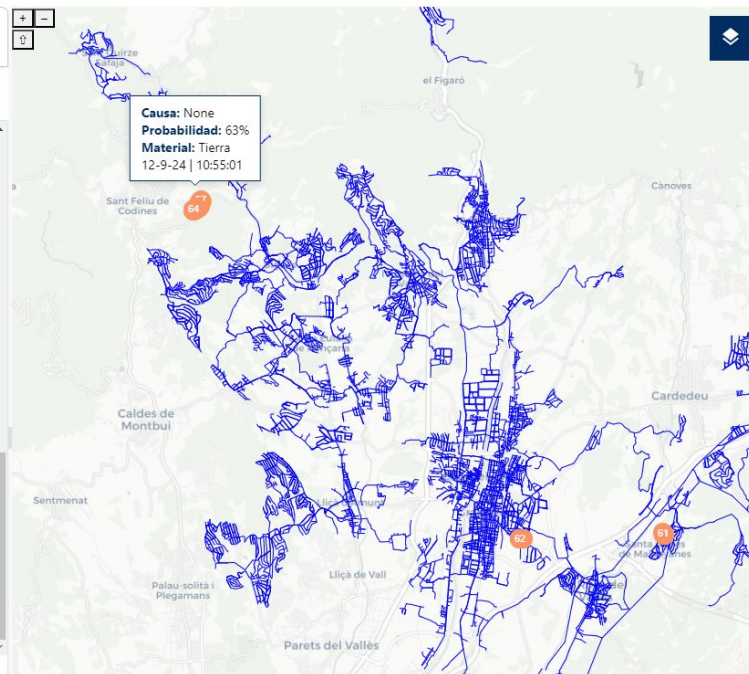 + −
⇧
el Figaró
Causa: None
Probabilidad: 63%
Material: Tierra
12-9-24 | 10:55:01
Cànoves
Sant Feliu de
Codines
64
Cardedeu
Caldes de
Montbui
Sentmenat
62
61
Lliçà de Vall
Palau-solità i
Plegamans
Parets del Vallès